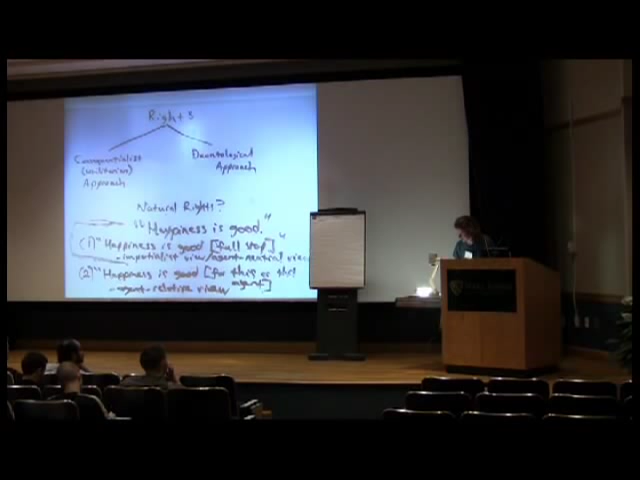 Rights
Consequentialist
(utilitarian)
Approach
Deontological
Approach
Natural Rights?
"Happiness is good."
(1) "Happiness is good [full stop]"
- impartialist view/agent-neutral view
(2) "Happiness is good [for this or that
agent]
- agent-relative view